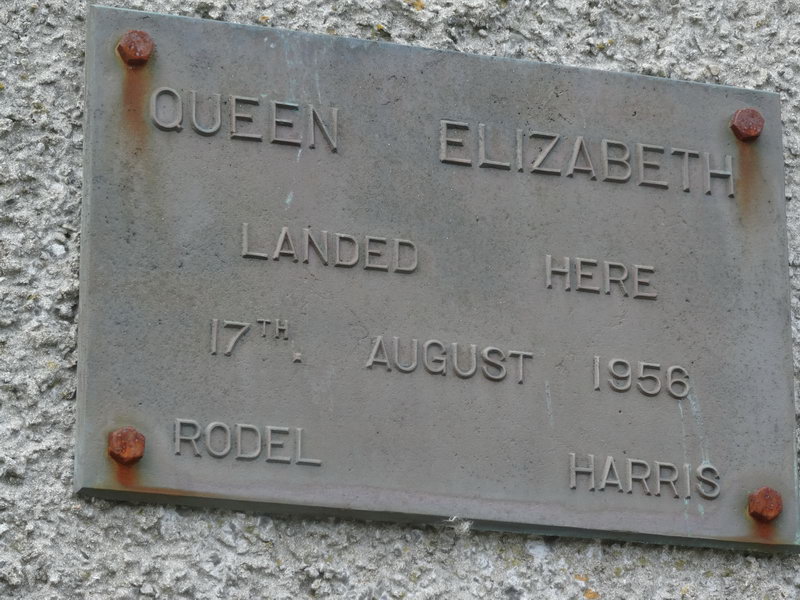 QUEEN ELIZABETH
LANDED HERE
17TH. AUGUST 1956
RODEL HARRIS